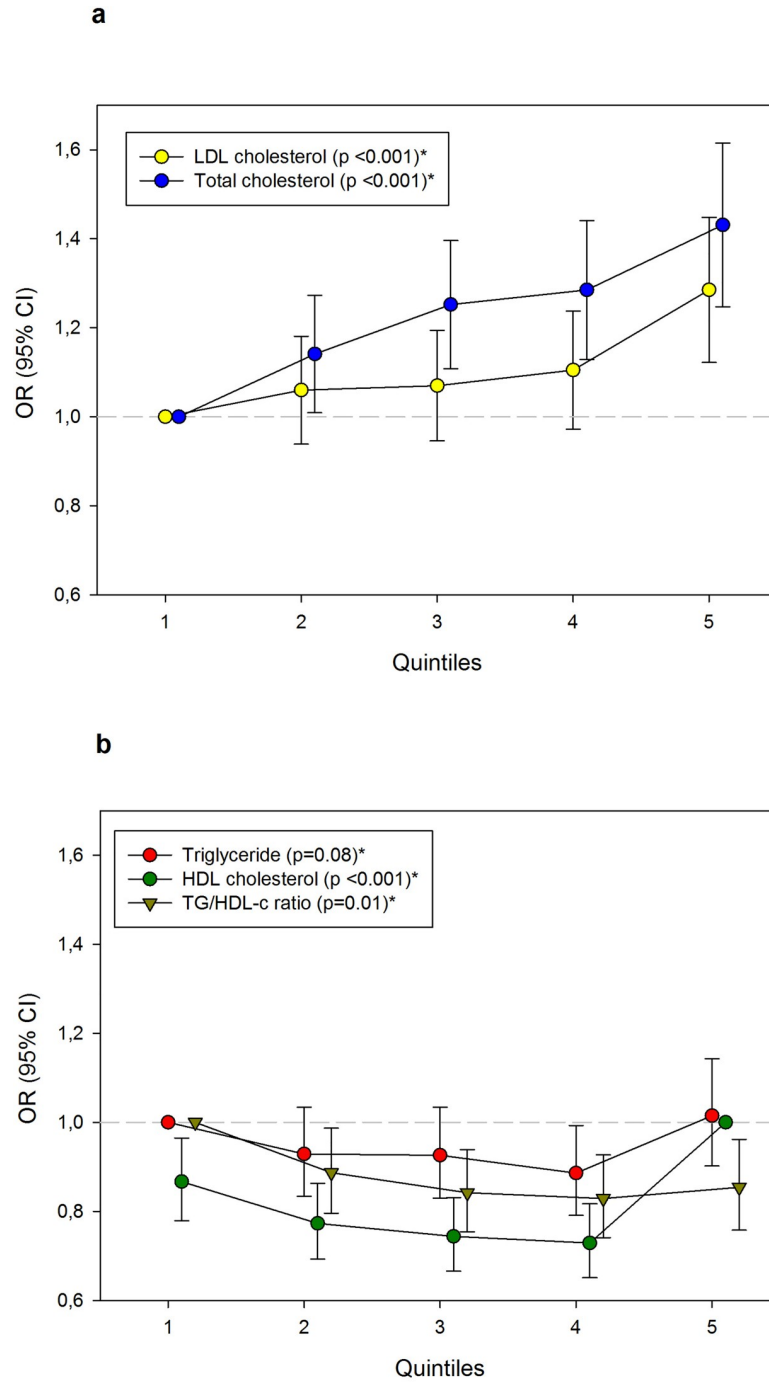 a
1,6
1,4
1,2
1,0
0,8
0,6
OR (95% CI)
LDL cholesterol (p <0.001)*
Total cholesterol (p <0.001)*
1 2 3 4 5
Quintiles
b
1,6
1,4
1,2
1,0
0,8
0,6
OR (95% CI)
Triglyceride (p=0.08)*
HDL cholesterol (p <0.001)*
TG/HDL-c ratio (p=0.01)*
1 2 3 4 5
Quintiles